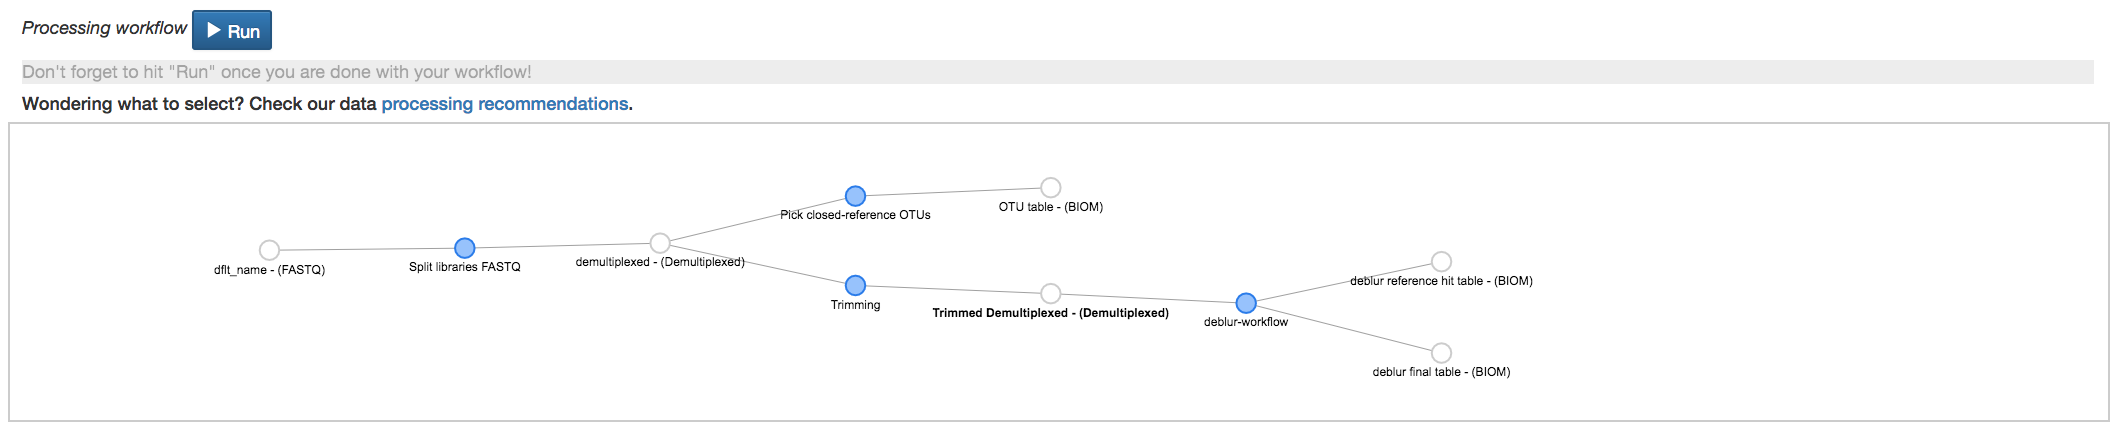 Processing workflow Run
Don't forget to hit "Run" once you are done with your workflow!
Wondering what to select? Check our data processing recommendations.
dflt_name - (FASTQ)
Split libraries FASTQ
demultiplexed - (Demultiplexed)
Pick closed-reference OTUs
OTU table - (BIOM)
Trimming
Trimmed Demultiplexed - (Demultiplexed)
deblur-workflow
deblur reference hit table - (BIOM)
deblur final table - (BIOM)